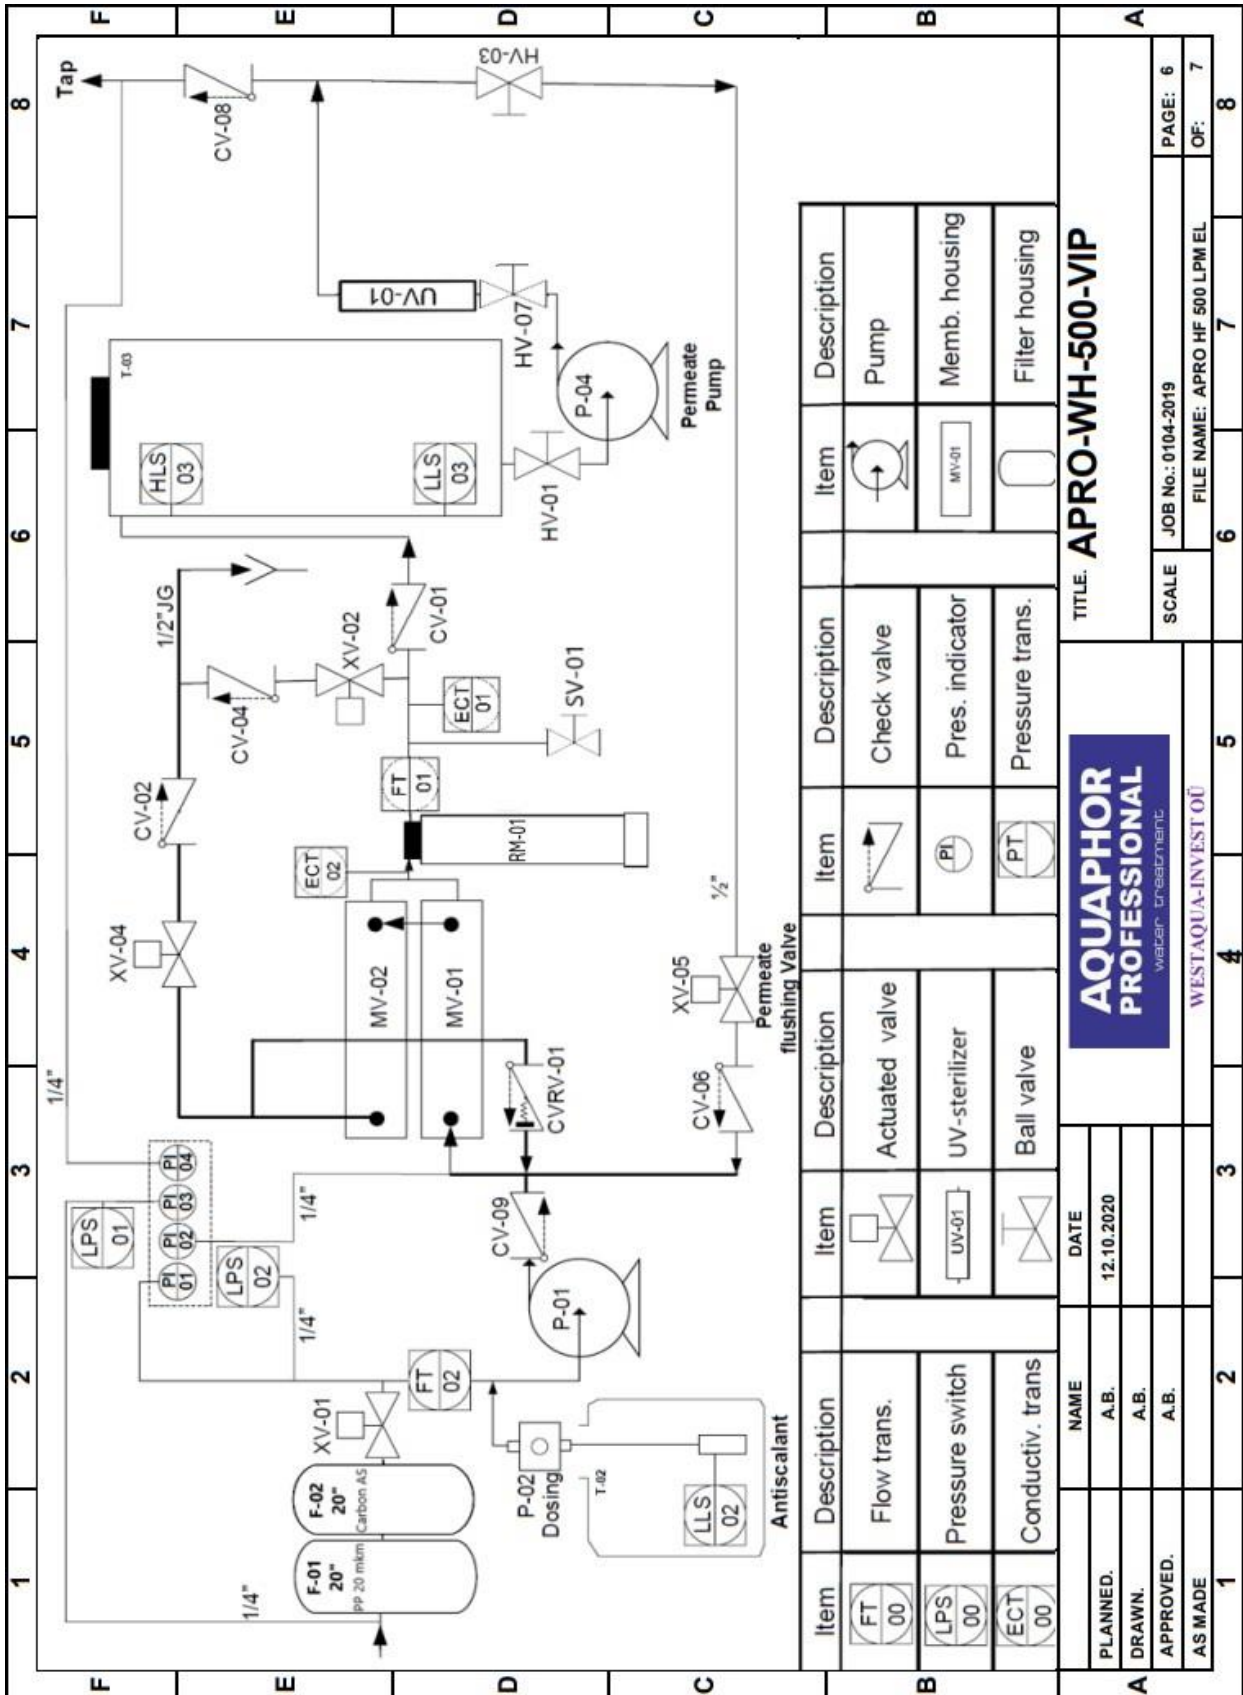 1 2 3 4 5 6 7 8
F
E
D
C
B
A
Tap
1/4"
LPS
01
PI
01
PI
02
PI
03
PI
04
LPS
02
1/4"
1/4"
1/4"
XV-04
CV-02
1/2"JG
CV-04
XV-02
CV-08
T-03
HLS
03
LLS
03
F-01
20"
PP 20 mkm
F-02
20"
Carbon AS
XV-01
FT
02
P-02
Dosing
T-02
LLS
02
Antiscalant
P-01
CV-09
CVRV-01
MV-02
MV-01
ECT
02
RM-01
FT
01
ECT
01
SV-01
CV-01
HV-01
P-04
Permeate
Pump
HV-07
UV-01
HV-03
CV-06
XV-05
Permeate
flushing Valve
½"
Item Description Item Description Item Description Item Description
FT
00
Flow trans.
Actuated valve
Check valve
Pump
LPS
00
Pressure switch
UV-01
UV-sterilizer
PI
Pres. indicator
MV-01
Memb. housing
ECT
00
Conductiv. trans
Ball valve
PT
Pressure trans.
Filter housing
NAME DATE
PLANNED. A.B. 12.10.2020
DRAWN. A.B.
APPROVED. A.B.
AS MADE
AQUAPHOR
PROFESSIONAL
water treatment
WESTAQUA-INVEST OÜ
TITLE. APRO-WH-500-VIP
SCALE
JOB No.: 0104-2019
PAGE: 6
FILE NAME: APRO HF 500 LPM EL
OF: 7
F
E
D
C
B
A
1 2 3 4 5 6 7 8